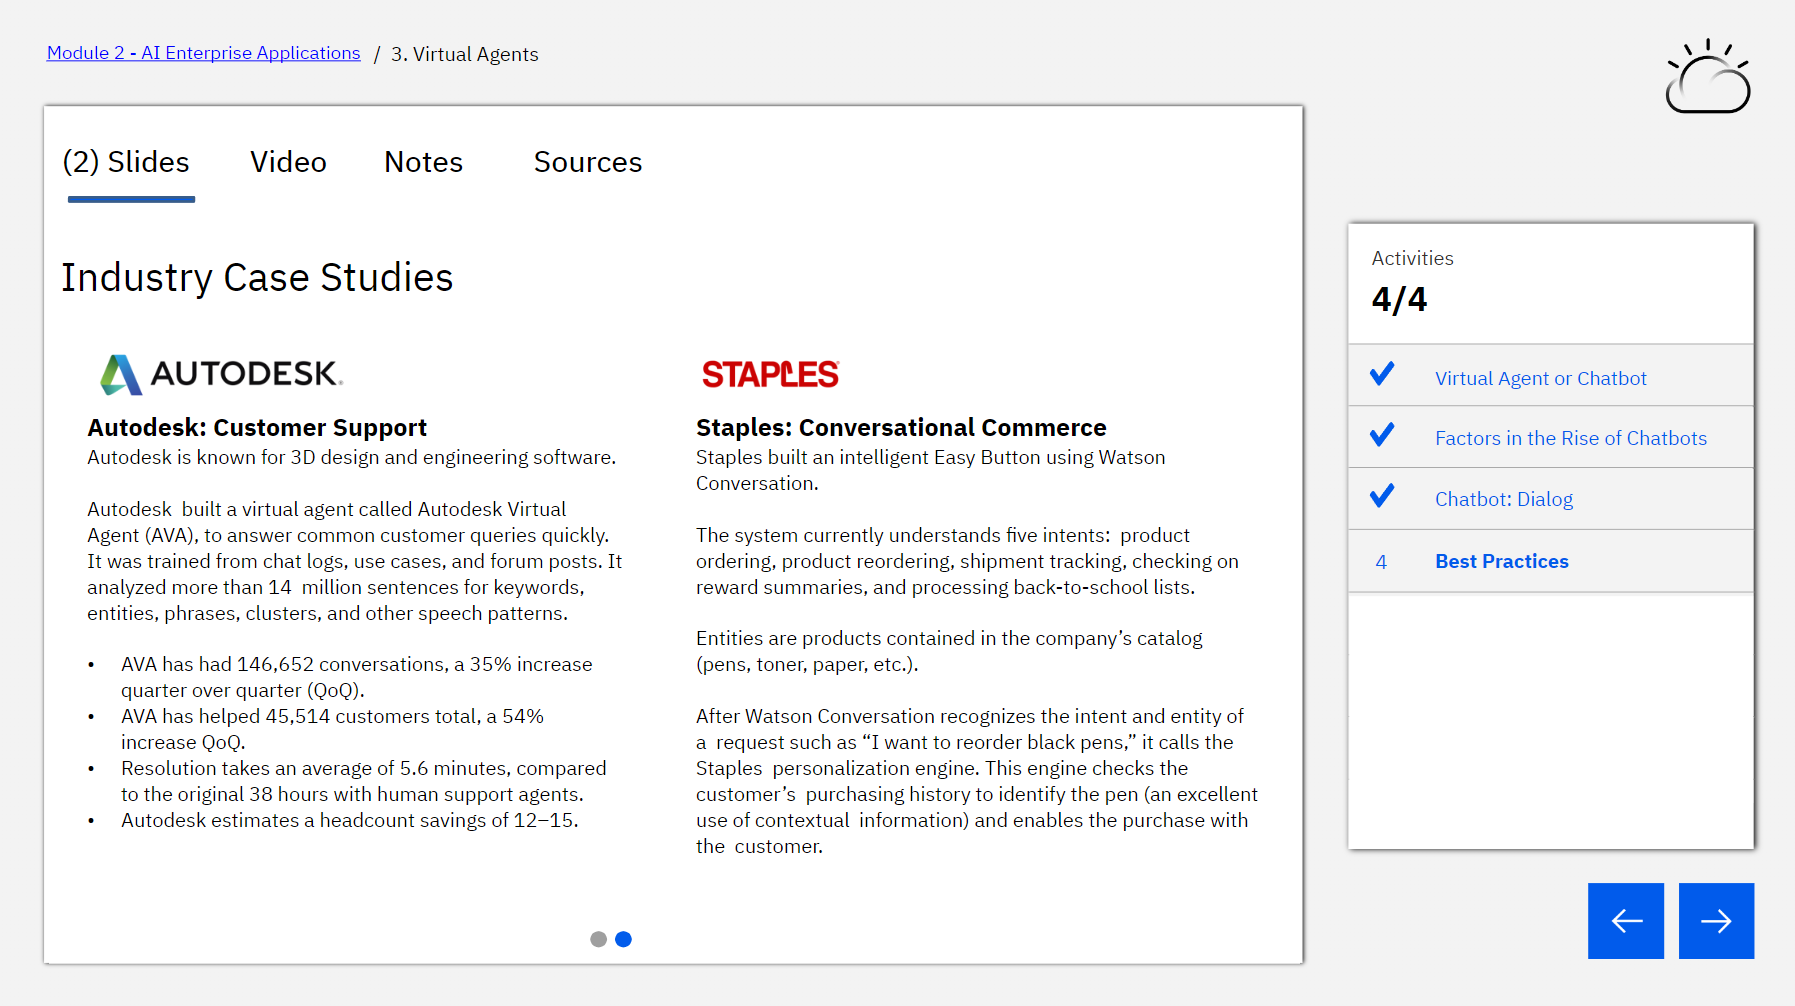 Module 2 - AI Enterprise Applications / 3. Virtual Agents
(2) Slides Video Notes Sources
Industry Case Studies
AUTODESK.
Autodesk: Customer Support
Autodesk is known for 3D design and engineering software.
Autodesk built a virtual agent called Autodesk Virtual
Agent (AVA), to answer common customer queries quickly.
It was trained from chat logs, use cases, and forum posts. It
analyzed more than 14 million sentences for keywords,
entities, phrases, clusters, and other speech patterns.
• AVA has had 146,652 conversations, a 35% increase
quarter over quarter (QoQ).
• AVA has helped 45,514 customers total, a 54%
increase QoQ.
• Resolution takes an average of 5.6 minutes, compared
to the original 38 hours with human support agents.
• Autodesk estimates a headcount savings of 12–15.
STAPLES
Staples: Conversational Commerce
Staples built an intelligent Easy Button using Watson
Conversation.
The system currently understands five intents: product
ordering, product reordering, shipment tracking, checking on
reward summaries, and processing back-to-school lists.
Entities are products contained in the company’s catalog
(pens, toner, paper, etc.).
After Watson Conversation recognizes the intent and entity of
a request such as “I want to reorder black pens,” it calls the
Staples personalization engine. This engine checks the
customer’s purchasing history to identify the pen (an excellent
use of contextual information) and enables the purchase with
the customer.
Activities
4/4
Virtual Agent or Chatbot
Factors in the Rise of Chatbots
Chatbot: Dialog
4 Best Practices